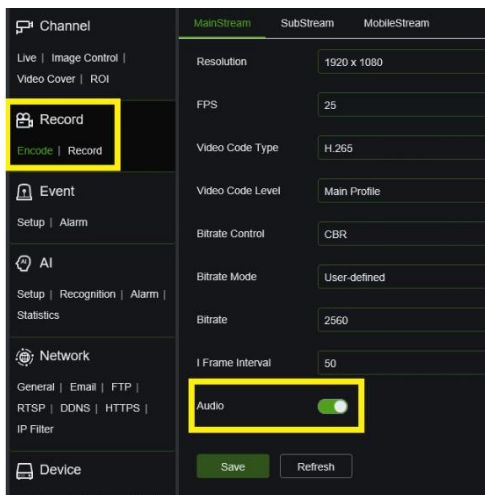 Channel
Live | Image Control |
Video Cover | ROI
Record
Encode | Record
Event
Setup | Alarm
AI
Setup | Recognition | Alarm |
Statistics
Network
General | Email | FTP |
RTSP | DDNS | HTTPS |
IP Filter
Device
MainStream SubStream MobileStream
Resolution 1920 x 1080
FPS 25
Video Code Type H.265
Video Code Level Main Profile
Bitrate Control CBR
Bitrate Mode User-defined
Bitrate 2560
I Frame Interval 50
Audio
Save Refresh